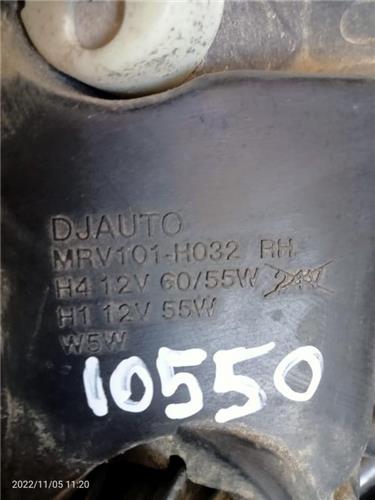 DJAUTO
MRV101-H032 RH
H4 12V 60/55W
H1 12V 55W
W5W
10550
2022/11/05 11:20